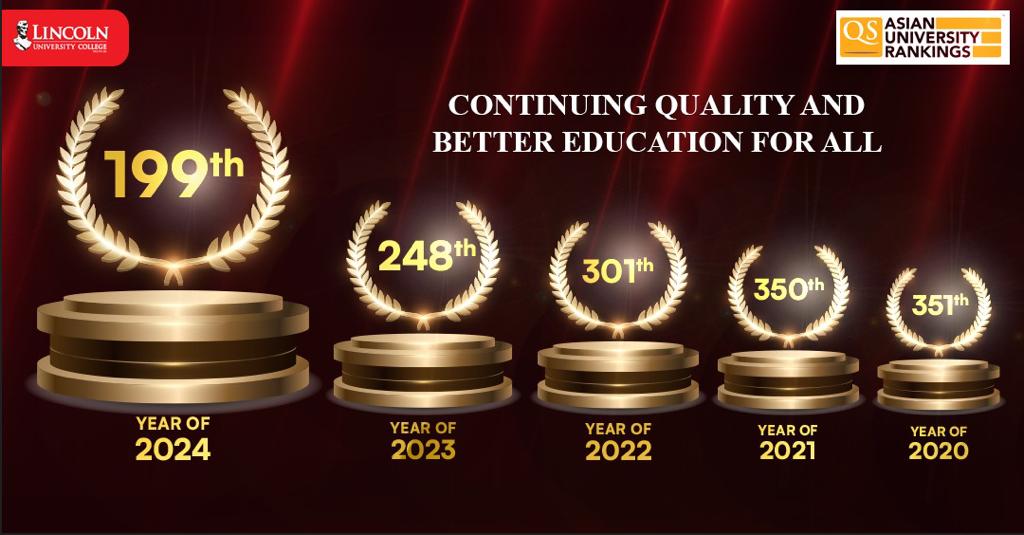 LINCOLN
UNIVERSITY COLLEGE
QS
ASIAN
UNIVERSITY
RANKINGS
CONTINUING QUALITY AND
BETTER EDUCATION FOR ALL
199th
248th
301th
350th
351th
YEAR OF
2024
YEAR OF
2023
YEAR OF
2022
YEAR OF
2021
YEAR OF
2020